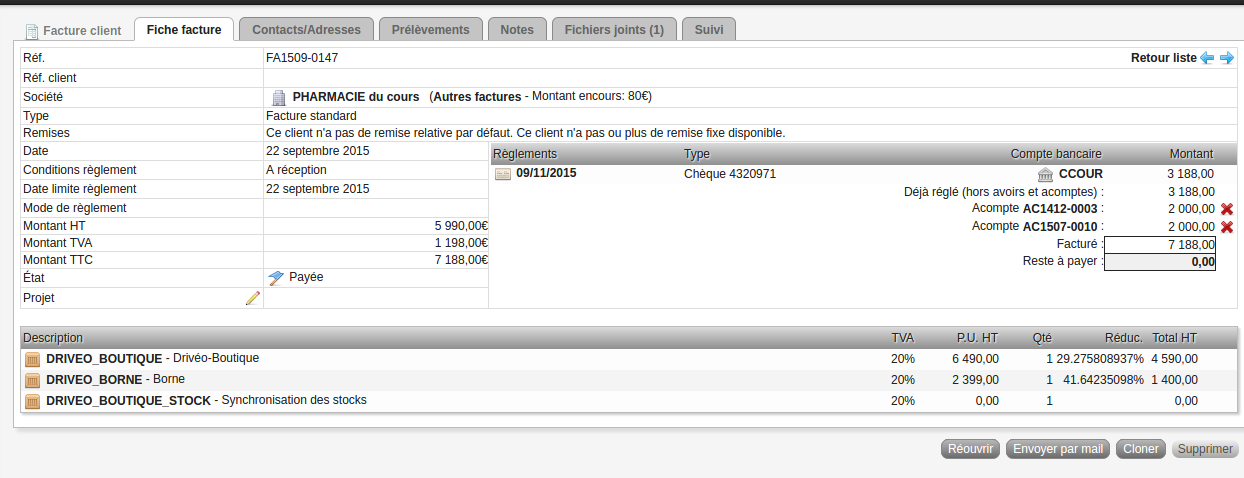 Facture client Fiche facture Contacts/Adresses Prélèvements Notes Fichiers joints (1) Suivi
Réf. FA1509-0147 Retour liste
Réf. client
Société PHARMACIE du cours (Autres factures - Montant encours: 80€)
Type Facture standard
Remises Ce client n'a pas de remise relative par défaut. Ce client n'a pas ou plus de remise fixe disponible.
Date 22 septembre 2015
Conditions règlement A réception
Date limite règlement 22 septembre 2015
Mode de règlement
Montant HT 5 990,00€
Montant TVA 1 198,00€
Montant TTC 7 188,00€
État Payée
Projet
Règlements Type Compte bancaire Montant
09/11/2015 Chèque 4320971 CCOUR 3 188,00
Déjà réglé (hors avoirs et acomptes) : 3 188,00
Acompte AC1412-0003 : 2 000,00
Acompte AC1507-0010 : 2 000,00
Facturé : 7 188,00
Reste à payer : 0,00
Description TVA P.U. HT Qté Réduc. Total HT
DRIVEO_BOUTIQUE - Drivéo-Boutique 20% 6 490,00 1 29.275808937% 4 590,00
DRIVEO_BORNE - Borne 20% 2 399,00 1 41.64235098% 1 400,00
DRIVEO_BOUTIQUE_STOCK - Synchronisation des stocks 20% 0,00 1 0,00
Réouvrir Envoyer par mail Cloner Supprimer